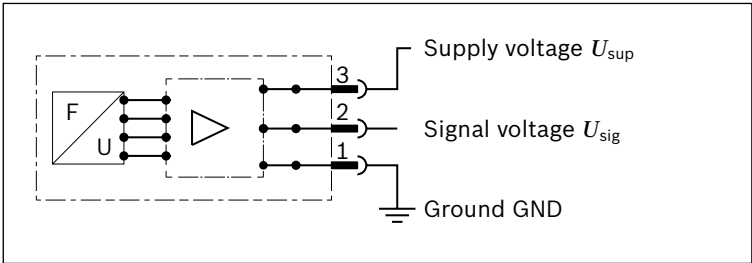 Supply voltage Usup
3
F
2
Signal voltage Usig
U
1
Ground GND